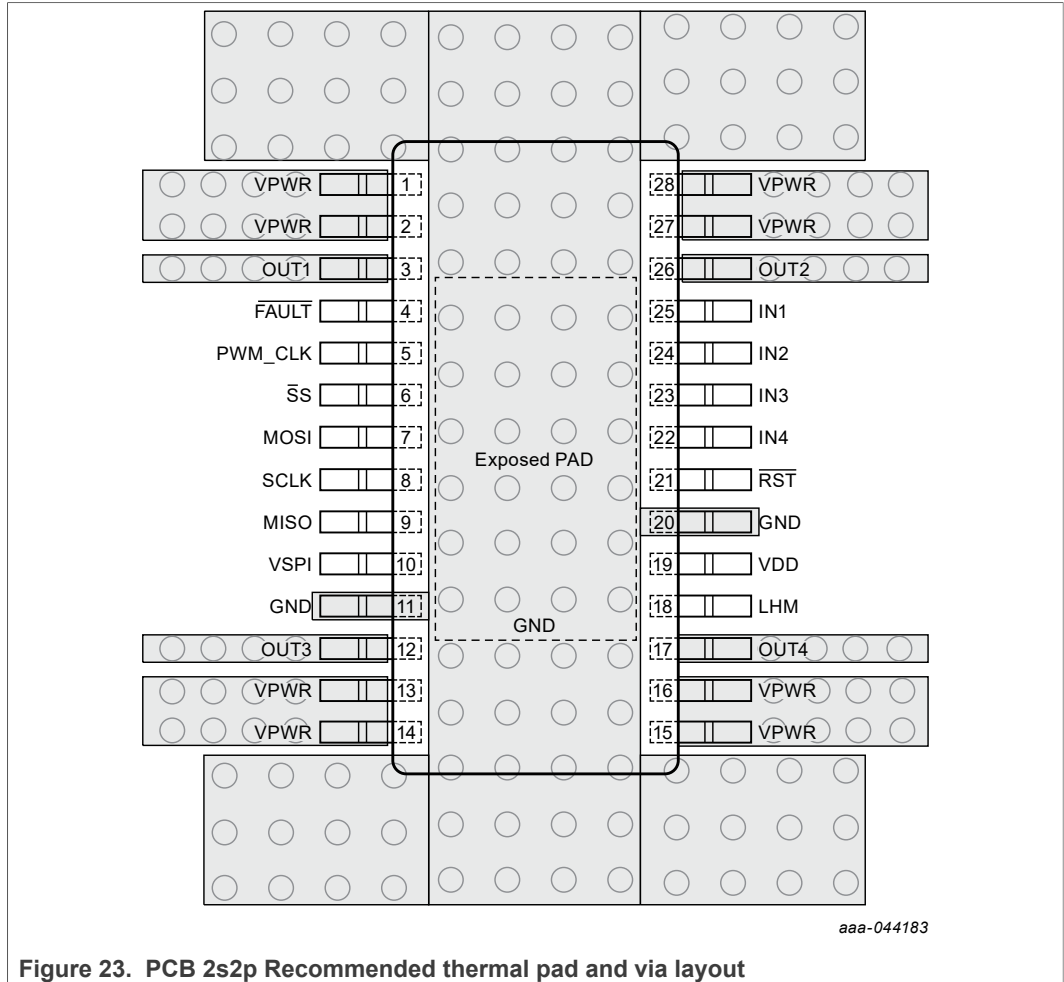 VPWR 1 28 VPWR
VPWR 2 27 VPWR
OUT1 3 26 OUT2
FAULT 4 25 IN1
PWM_CLK 5 24 IN2
SS 6 23 IN3
MOSI 7 22 IN4
Exposed PAD
SCLK 8 21 RST
MISO 9 20 GND
VSPI 10 19 VDD
GND 11 18 LHM
GND
OUT3 12 17 OUT4
VPWR 13 16 VPWR
VPWR 14 15 VPWR
aaa-044183
Figure 23. PCB 2s2p Recommended thermal pad and via layout